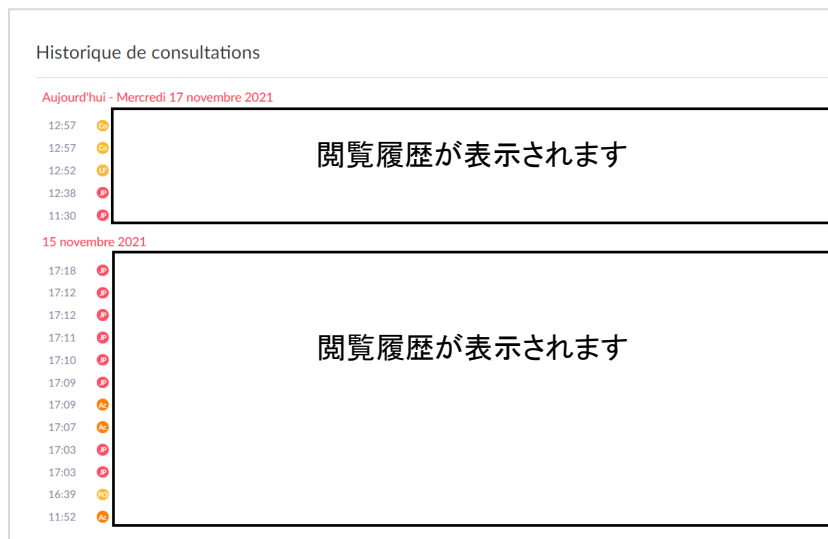 Historique de consultations
Aujourd'hui - Mercredi 17 novembre 2021
12:57 Co
12:57 Co
閲覧履歴が表示されます
12:52 LF
12:38 JP
11:30 JP
15 novembre 2021
17:18 JP
17:12 JP
17:12 JP
17:11 JP
閲覧履歴が表示されます
17:10 JP
17:09 JP
17:09 Ac
17:07 Ac
17:03 JP
17:03 JP
16:39 PO
11:52 Ac